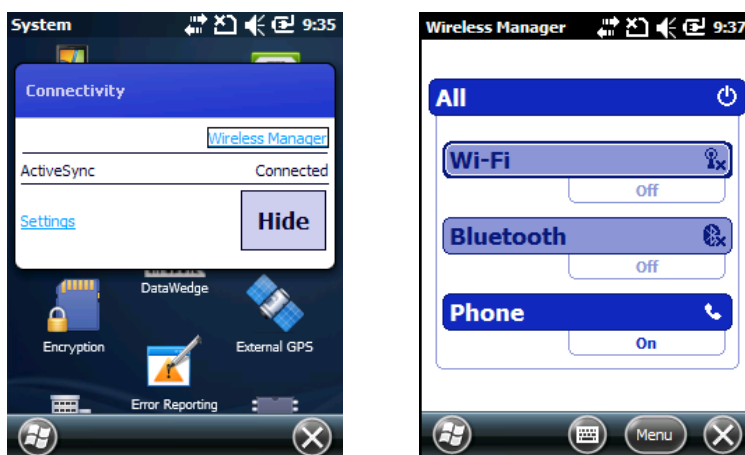 System 9:35
Connectivity
Wireless Manager
ActiveSync Connected
Settings Hide
DataWedge
Encryption External GPS
Error Reporting
Wireless Manager 9:37
All
Wi-Fi
Off
Bluetooth
Off
Phone
On
Menu